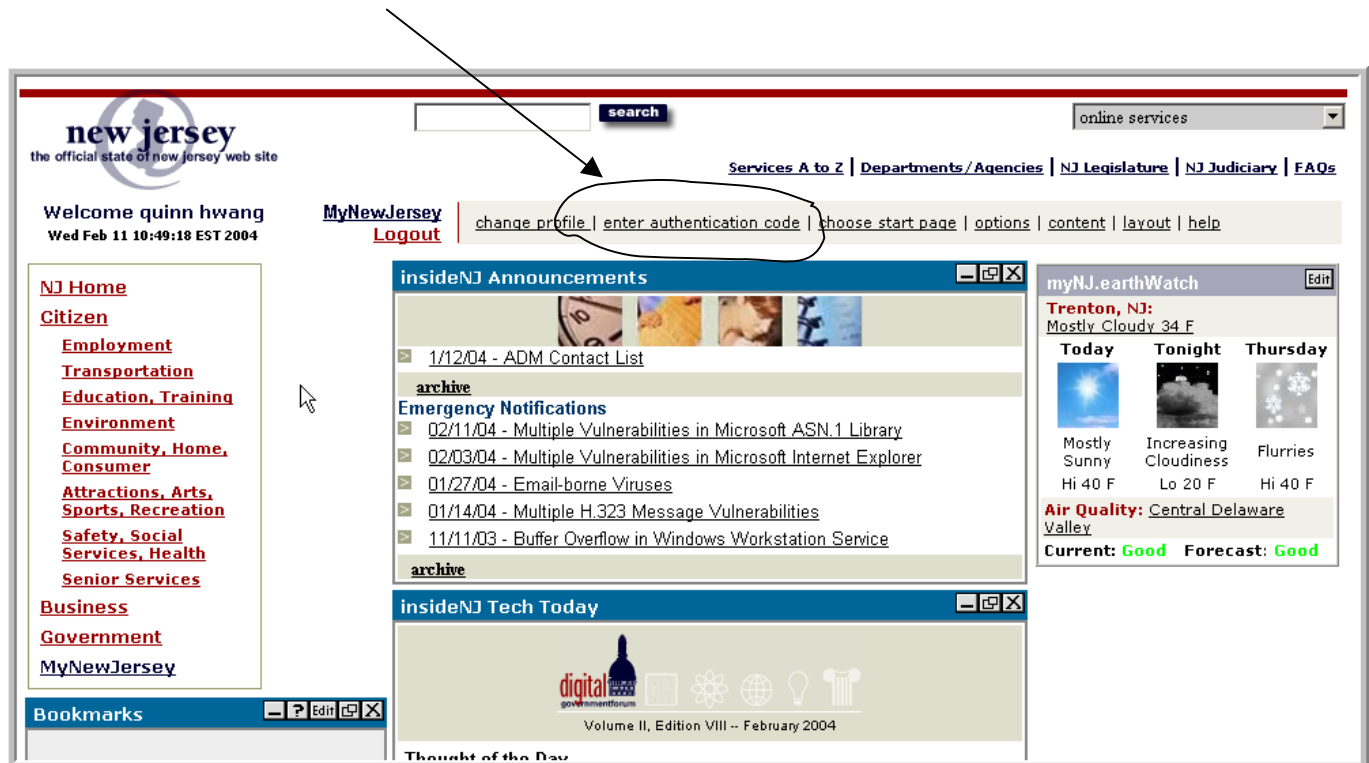 search
online services
new jersey
the official state of new jersey web site
Services A to Z | Departments/Agencies | NJ Legislature | NJ Judiciary | FAQs
Welcome quinn hwang
Wed Feb 11 10:49:18 EST 2004
MyNewJersey
Logout
change profile | enter authentication code | choose start page | options | content | layout | help
NJ Home
Citizen
Employment
Transportation
Education, Training
Environment
Community, Home,
Consumer
Attractions, Arts,
Sports, Recreation
Safety, Social
Services, Health
Senior Services
Business
Government
MyNewJersey
Bookmarks
? Edit
insideNJ Announcements
1/12/04 - ADM Contact List
archive
Emergency Notifications
02/11/04 - Multiple Vulnerabilities in Microsoft ASN.1 Library
02/03/04 - Multiple Vulnerabilities in Microsoft Internet Explorer
01/27/04 - Email-borne Viruses
01/14/04 - Multiple H.323 Message Vulnerabilities
11/11/03 - Buffer Overflow in Windows Workstation Service
archive
insideNJ Tech Today
digital
governmentforum
Volume II, Edition VIII -- February 2004
Thought of the Day
myNJ.earthWatch
Edit
Trenton, NJ:
Mostly Cloudy 34 F
Today Tonight Thursday
Mostly Sunny
Increasing Cloudiness
Flurries
Hi 40 F Lo 20 F Hi 40 F
Air Quality: Central Delaware
Valley
Current: Good Forecast: Good